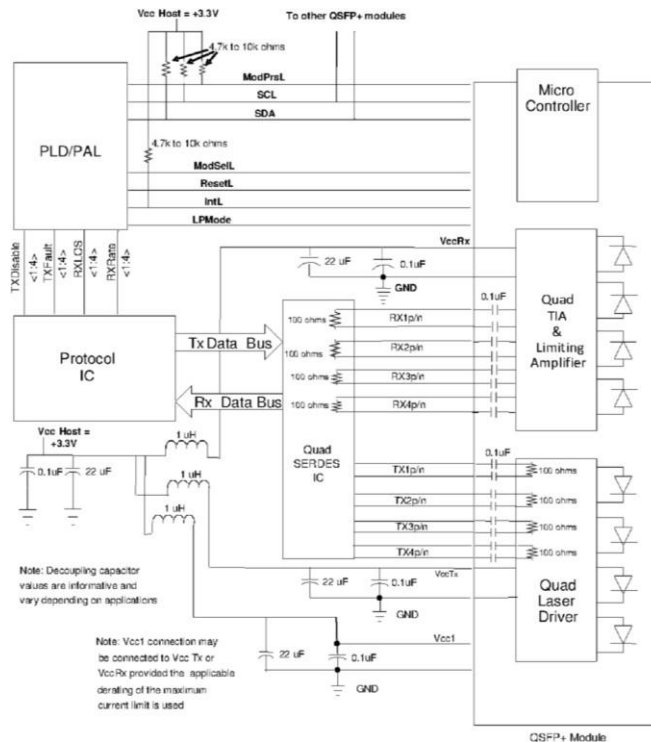 Vcc Host = +3.3V
To other QSFP+ modules
4.7k to 10k ohms
ModPrsL
SCL
SDA
Micro
Controller
PLD/PAL
4.7k to 10k ohms
ModSelL
ResetL
IntL
LPMode
TXDisable
<1:4>
TXFault
<1:4>
RXLOS
<1:4>
RXRata
<1:4>
VccRx
22 uF
0.1uF
GND
0.1uF
Quad
TIA
&
Limiting
Amplifier
100 ohms
RX1p/n
100 ohms
RX2p/n
100 ohms
RX3p/n
100 ohms
RX4p/n
Protocol
IC
Tx Data Bus
Rx Data Bus
Quad
SERDES
IC
Vcc Host =
+3.3V
0.1uF
22 uF
1 uH
1 uH
1 uH
0.1uF
TX1p/n
100 ohms
TX2p/n
100 ohms
TX3p/n
100 ohms
TX4p/n
100 ohms
Quad
Laser
Driver
VccTx
22 uF
0.1uF
GND
Note: Decoupling capacitor
values are informative and
vary depending on applications
Vcc1
22 uF
0.1uF
GND
Note: Vcc1 connection may
be connected to Vcc Tx or
VccRx provided the applicable
derating of the maximum
current limit is used
QSFP+ Module